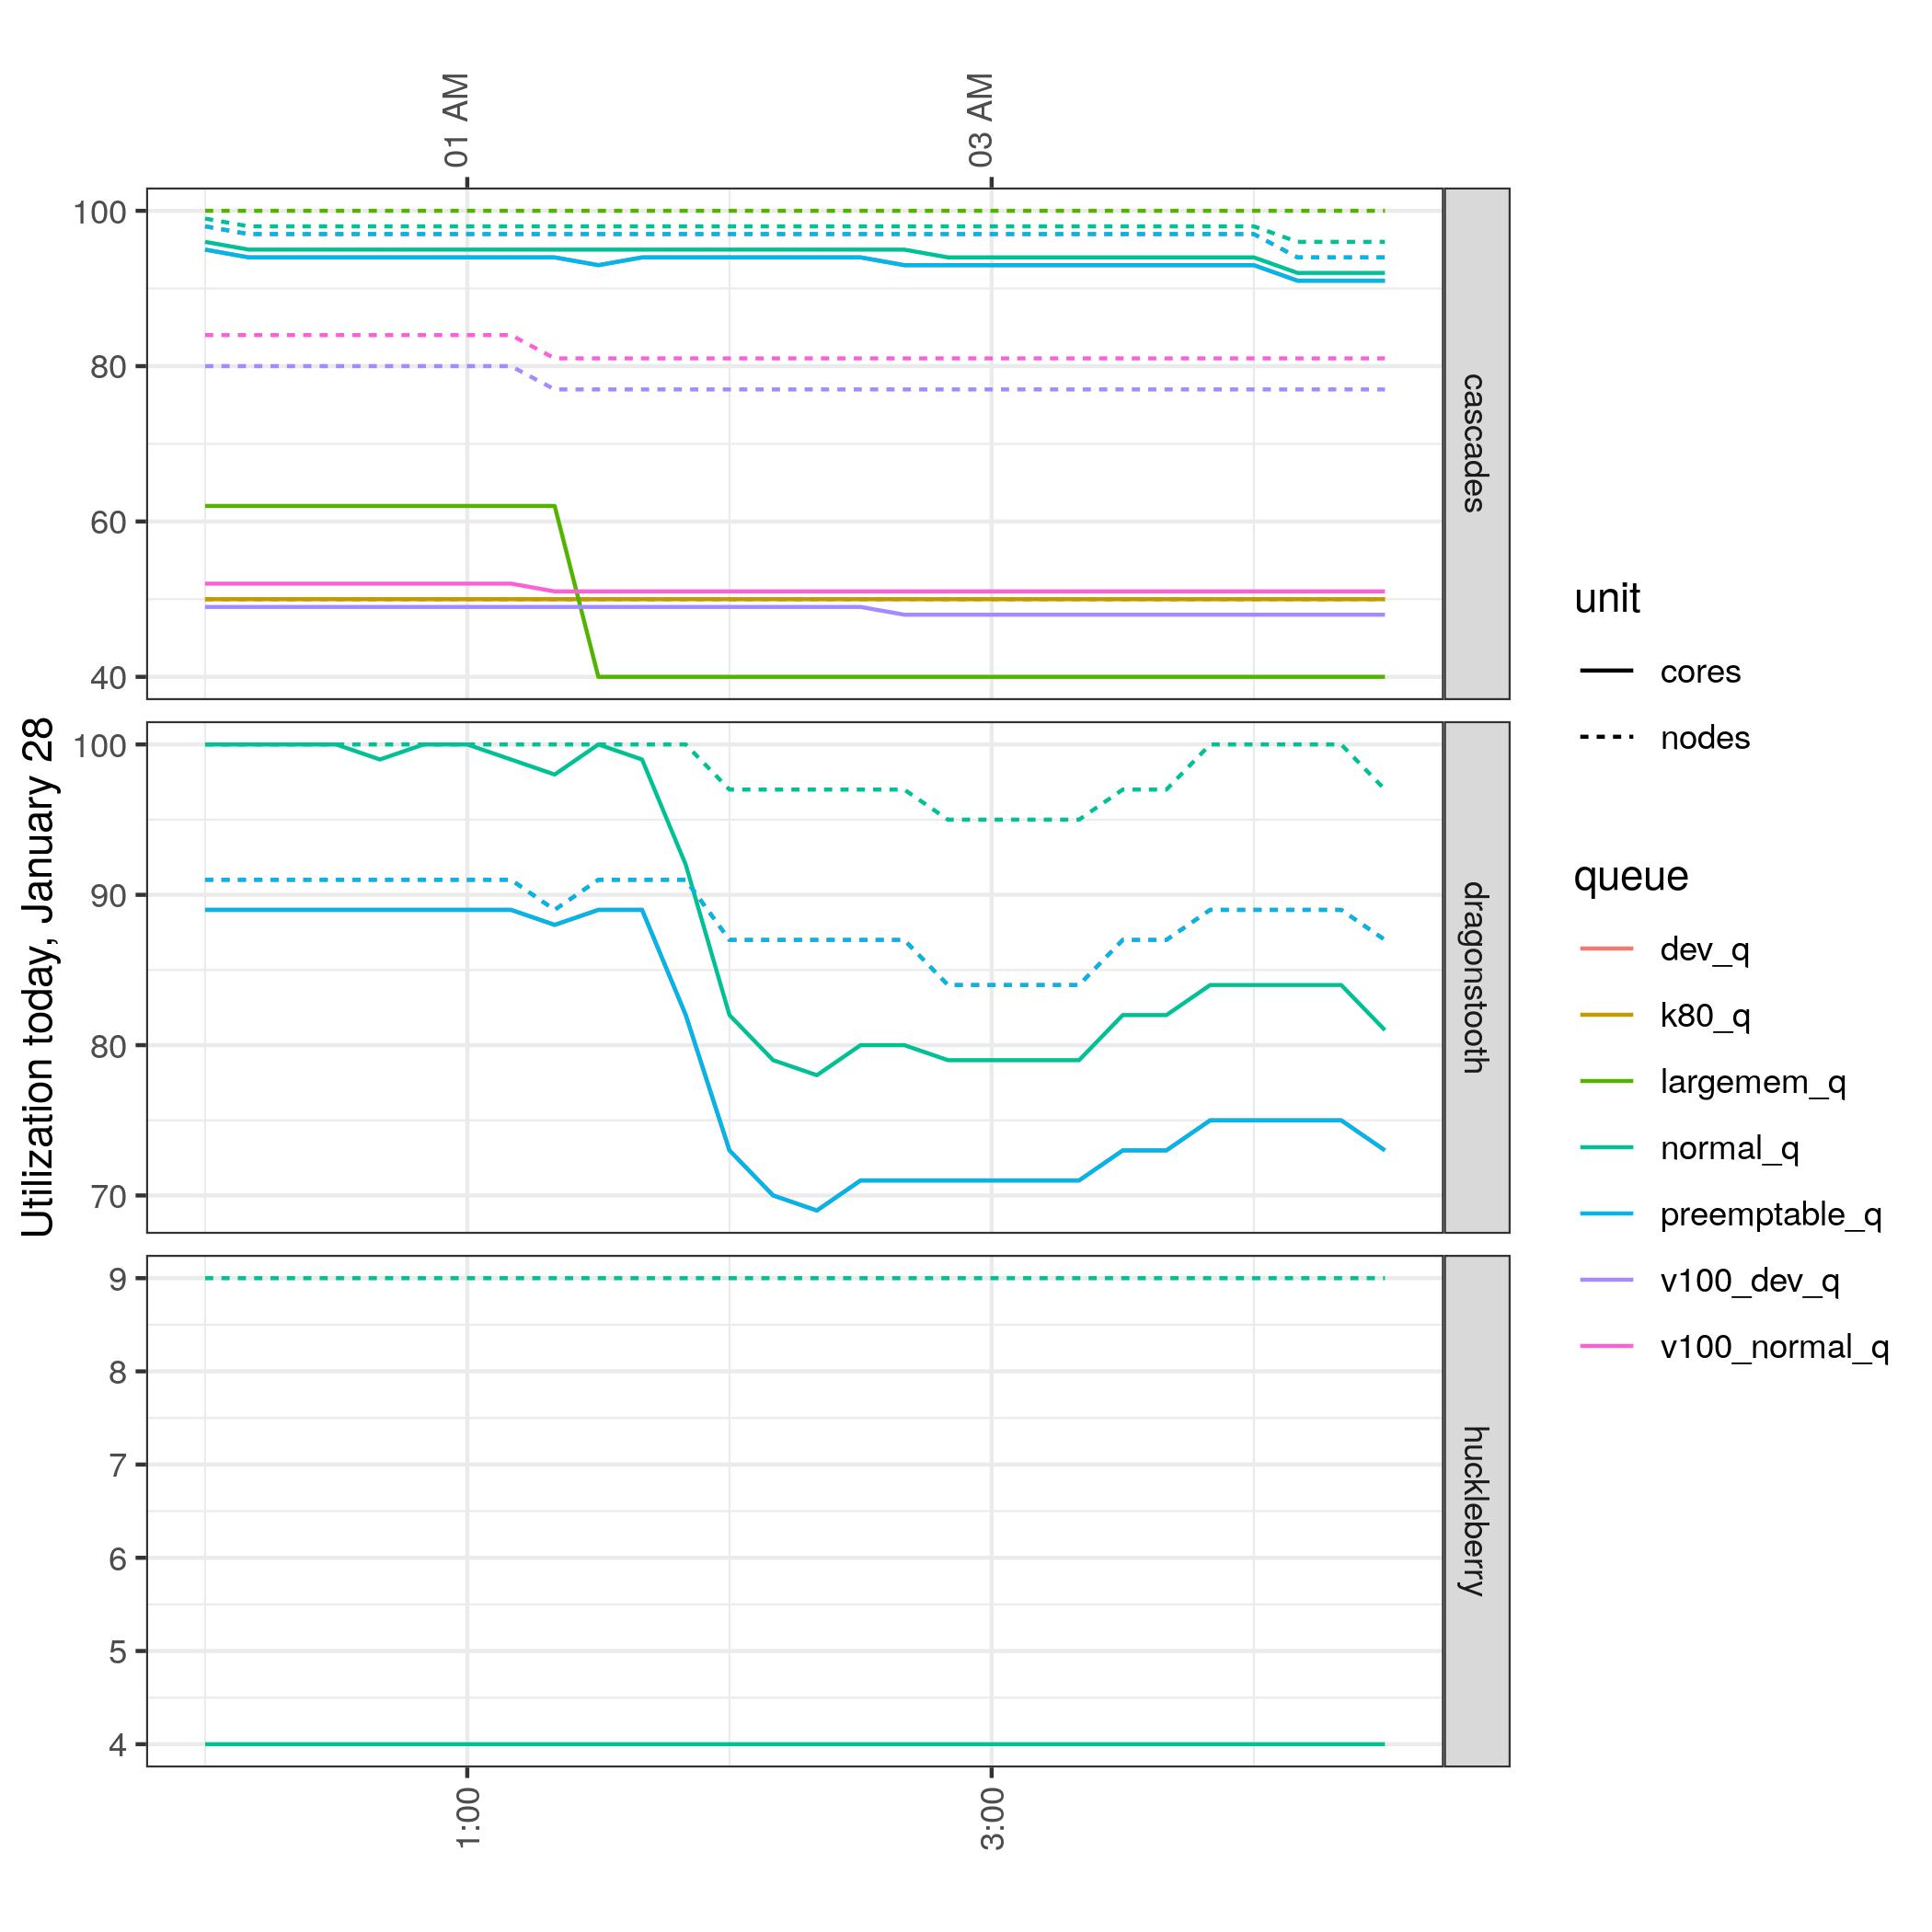 01 AM
03 AM
Utilization today, January 28
100
80
60
40
cascades
100
90
80
70
dragonstooth
9
8
7
6
5
4
huckleberry
1:00
3:00
unit
cores
nodes
queue
dev_q
k80_q
largemem_q
normal_q
preemptable_q
v100_dev_q
v100_normal_q